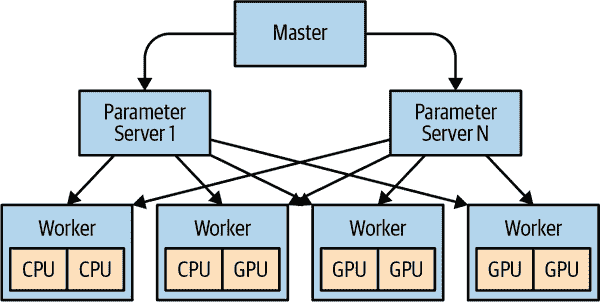 Master
Parameter
Server 1
Parameter
Server N
Worker
CPU CPU
Worker
CPU GPU
Worker
GPU GPU
Worker
GPU GPU